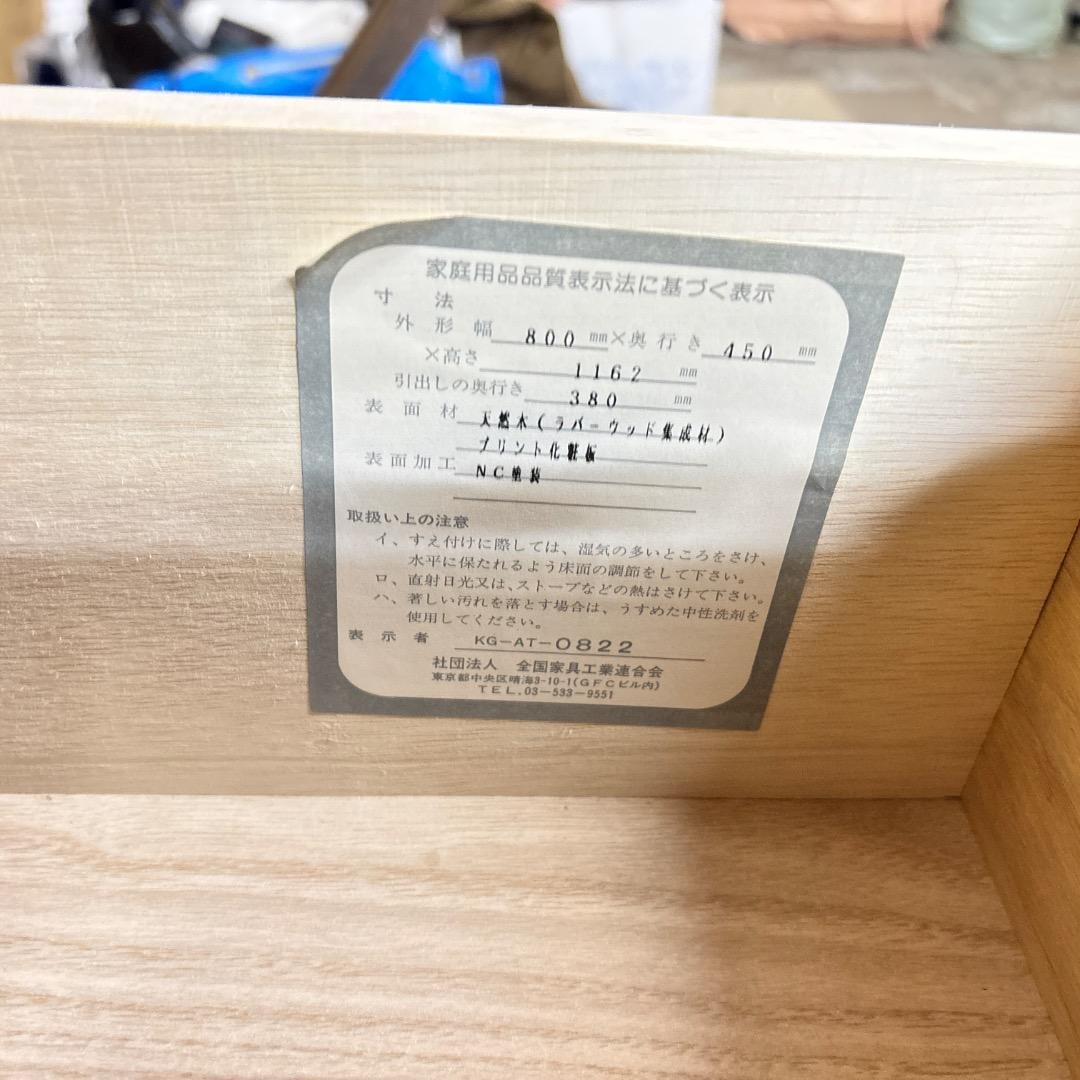 家庭用品品質表示法に基づく表示
寸法
外形幅 800 mm×奥行き 450 mm
×高さ 1162 mm
引出しの奥行き 380 mm
表面材 天然木(ラバーウッド集成材)
プリント化粧板
表面加工 NC塗装
取扱い上の注意
イ、すえ付けに際しては、湿気の多いところをさけ、
水平に保たれるよう床面の調節をして下さい。
ロ、直射日光又は、ストーブなどの熱はさけて下さい。
ハ、著しい汚れを落とす場合は、うすめた中性洗剤を
使用してください。
表示者 KG-AT-0822
社団法人 全国家具工業連合会
東京都中央区晴海3-10-1(GFCビル内)
TEL.03-533-9551